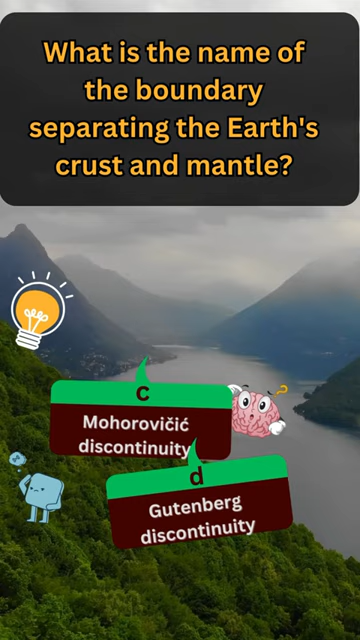 What is the name of
the boundary
separating the Earth's
crust and mantle?
c
Mohorovičić
discontinuity
d
Gutenberg
discontinuity